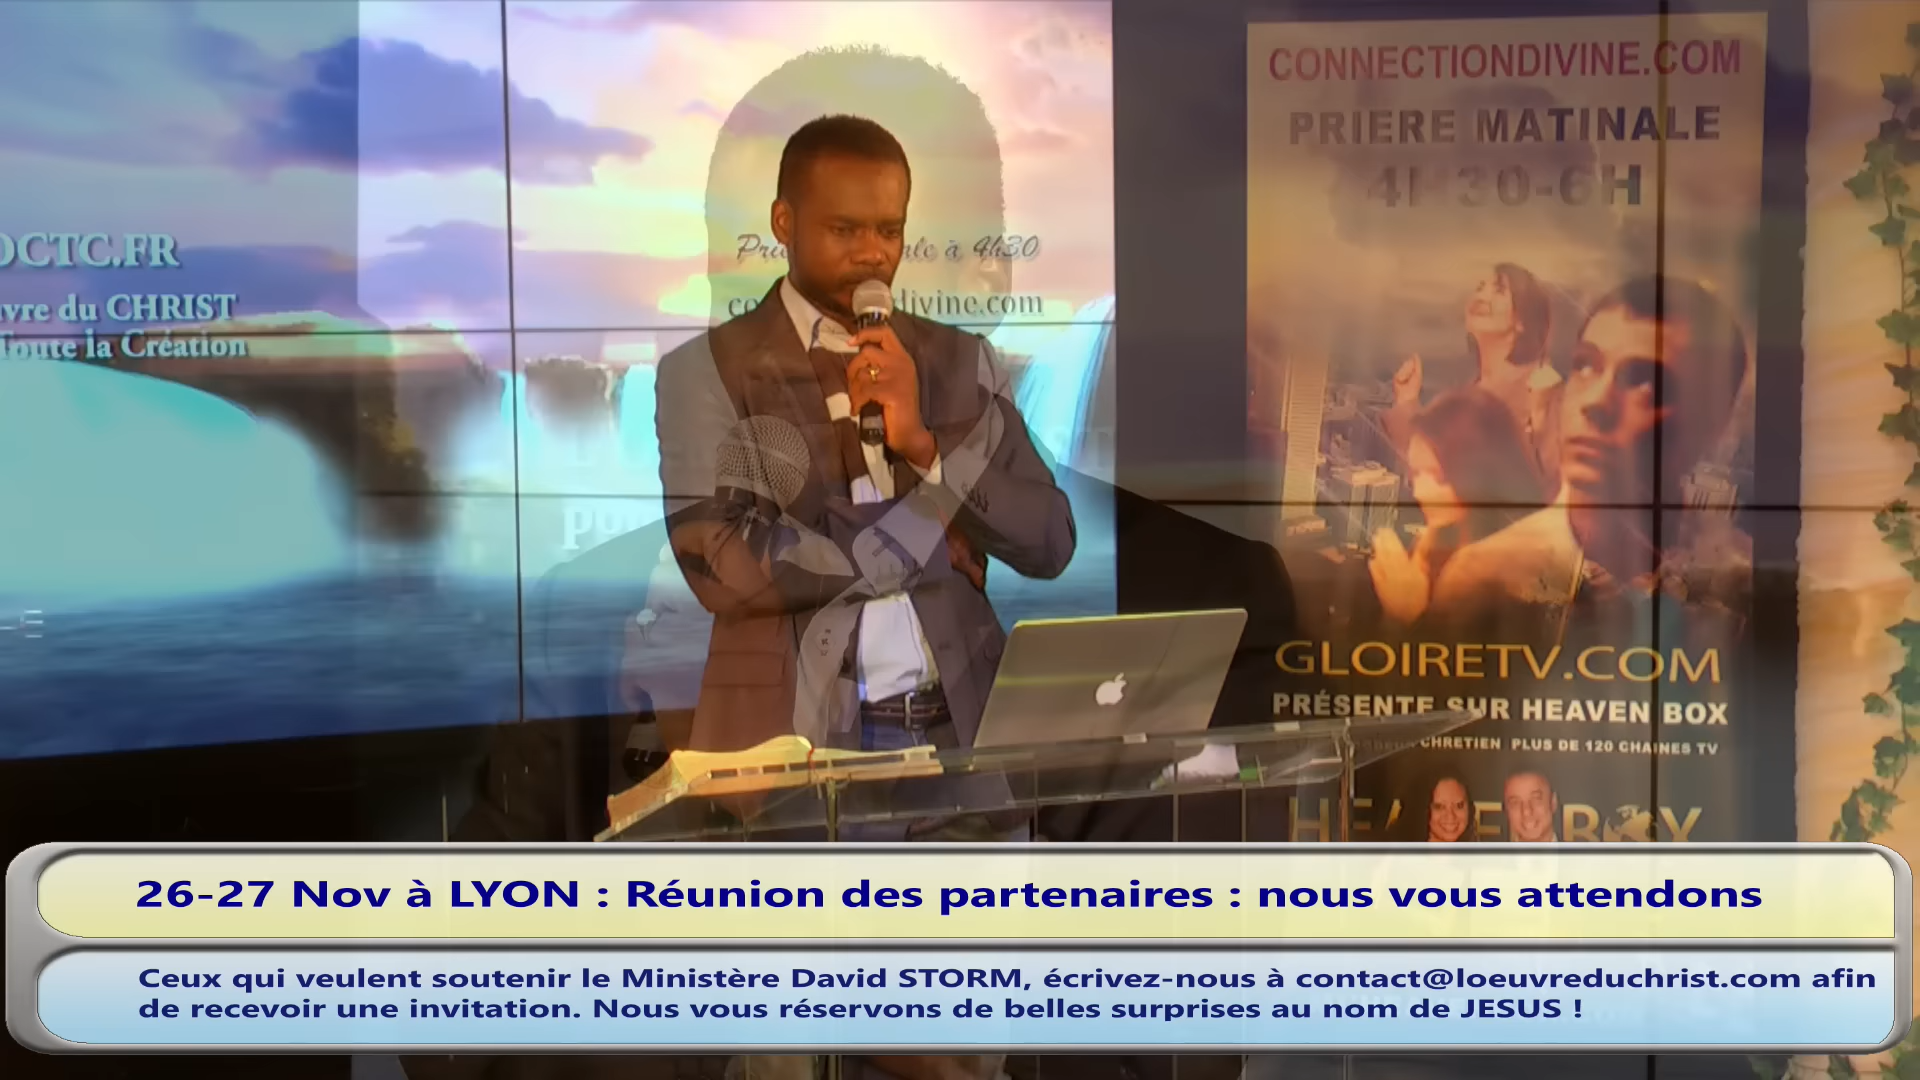 OCTC.FR
vre du CHRIST
Toute la Création
à 4h30
divine.com
CONNECTIONDIVINE.COM
PRIERE MATINALE
4H30-6H
GLOIRETV.COM
PRÉSENTE SUR HEAVEN BOX
CHRETIEN PLUS DE 120 CHAINES TV
26-27 Nov à LYON : Réunion des partenaires : nous vous attendons
Ceux qui veulent soutenir le Ministère David STORM, écrivez-nous à contact@loeuvreduchrist.com afin
de recevoir une invitation. Nous vous réservons de belles surprises au nom de JESUS !